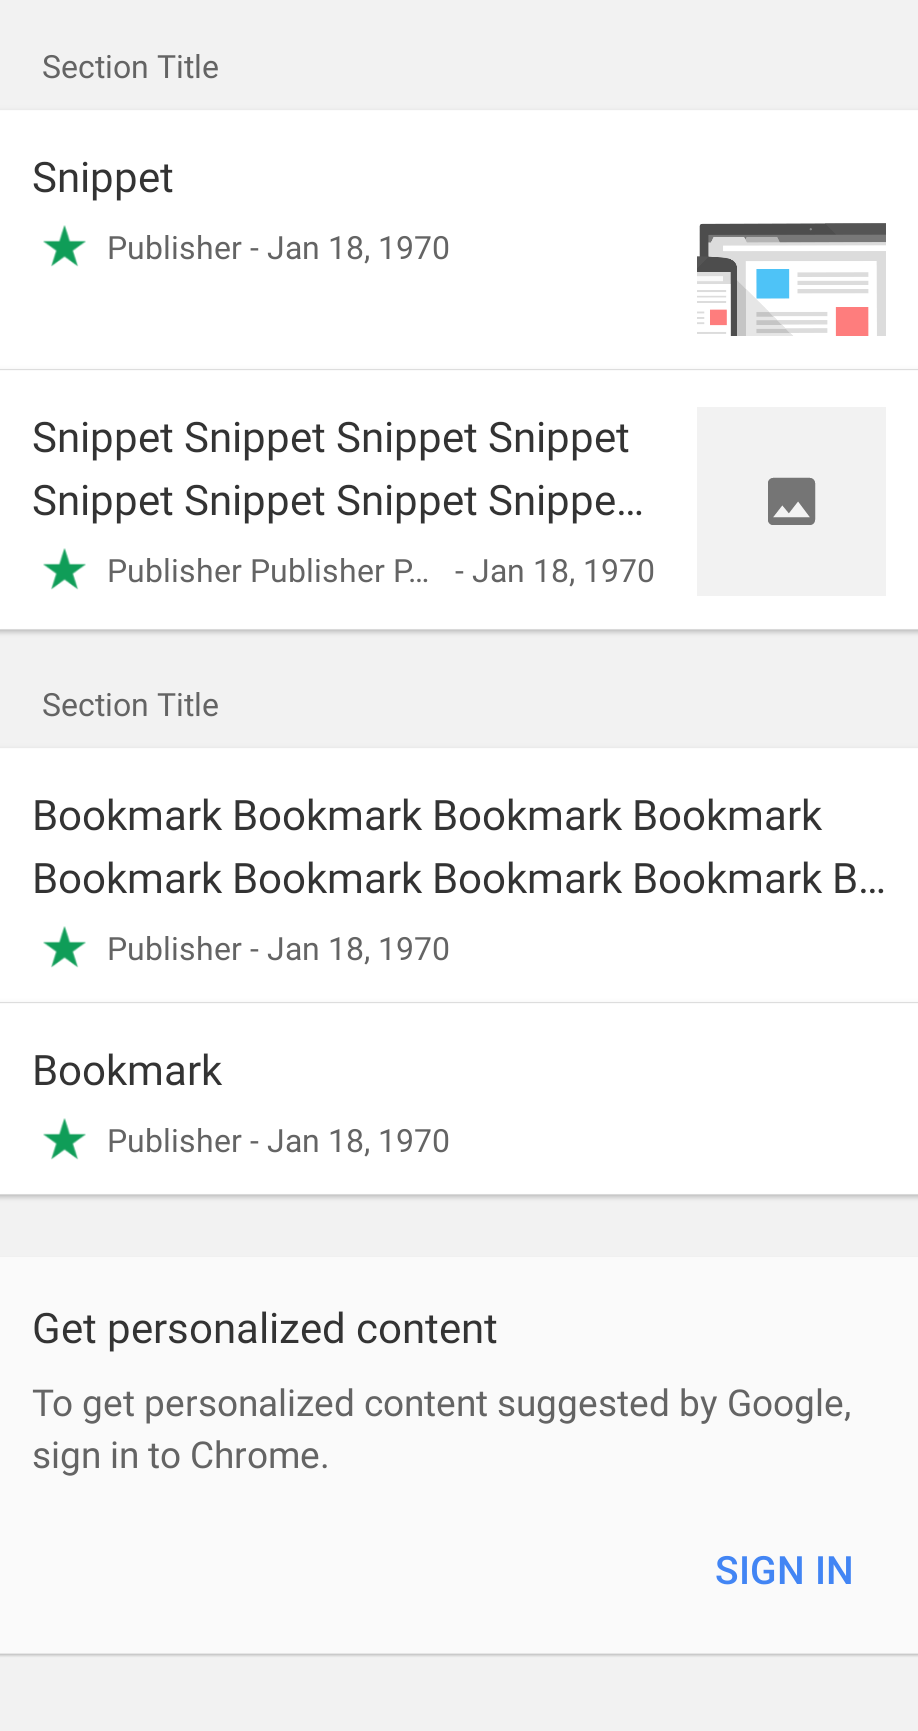 Section Title
Snippet
Publisher - Jan 18, 1970
Snippet Snippet Snippet Snippet
Snippet Snippet Snippet Snippe...
Publisher Publisher P... - Jan 18, 1970
Section Title
Bookmark Bookmark Bookmark Bookmark
Bookmark Bookmark Bookmark Bookmark B...
Publisher - Jan 18, 1970
Bookmark
Publisher - Jan 18, 1970
Get personalized content
To get personalized content suggested by Google,
sign in to Chrome.
SIGN IN